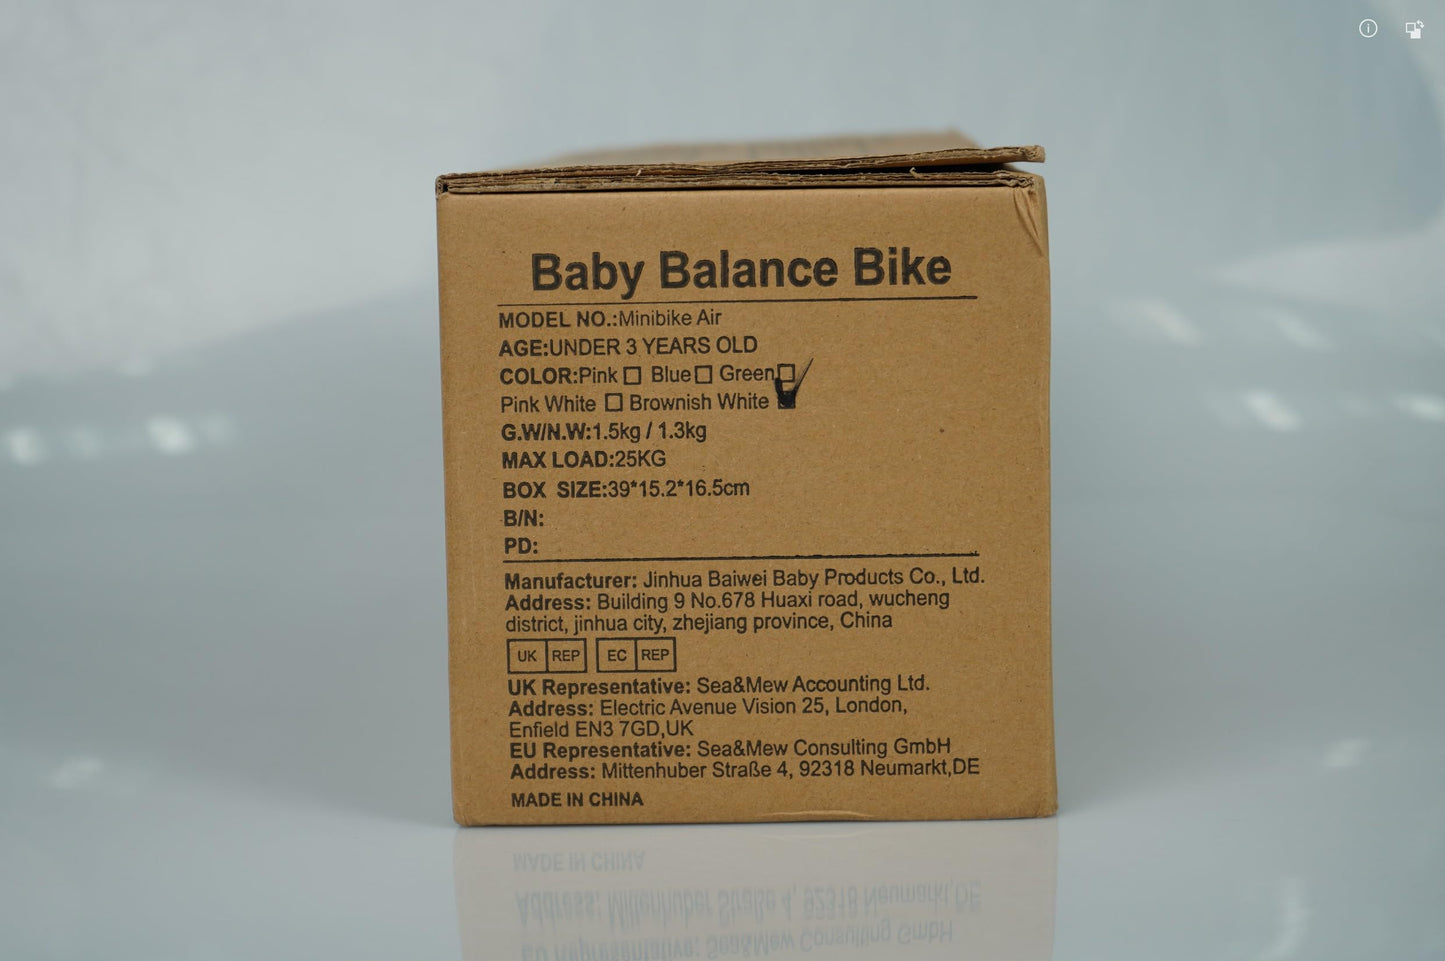 Baby Balance Bike
MODEL NO.:Minibike Air
AGE:UNDER 3 YEARS OLD
COLOR:Pink ☐ Blue☐ Green☐
Pink White ☐ Brownish White ☑
G.W/N.W:1.5kg / 1.3kg
MAX LOAD:25KG
BOX SIZE:39*15.2*16.5cm
B/N:
PD:
Manufacturer: Jinhua Baiwei Baby Products Co., Ltd.
Address: Building 9 No.678 Huaxi road, wucheng
district, jinhua city, zhejiang province, China
UK REP EC REP
UK Representative: Sea&Mew Accounting Ltd.
Address: Electric Avenue Vision 25, London,
Enfield EN3 7GD,UK
EU Representative: Sea&Mew Consulting GmbH
Address: Mittenhuber Straße 4, 92318 Neumarkt,DE
MADE IN CHINA